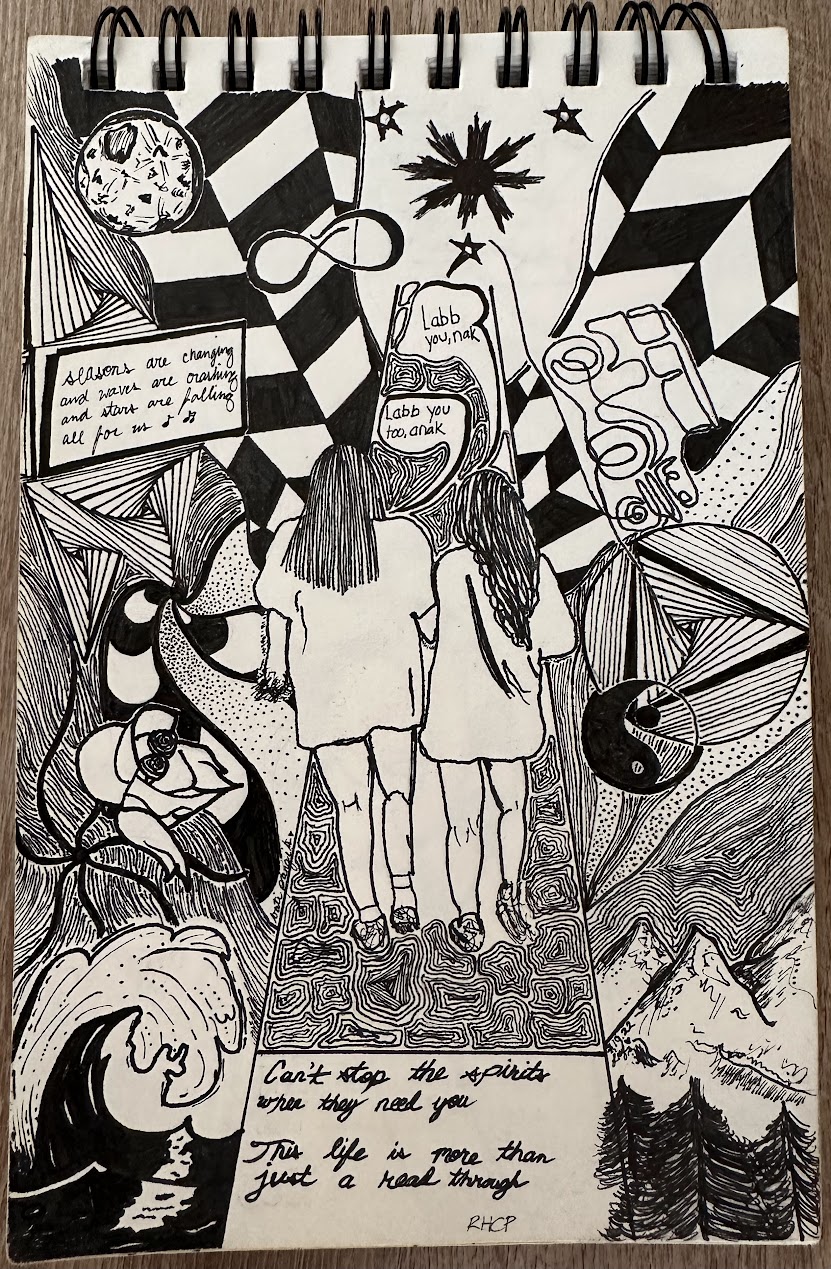 Labb
you, nak
Labb you
too, anak
seasons are changing
and waves are crashing
and stars are falling
all for us
Can't stop the spirits
when they need you
This life is more than
just a read through
RHCP